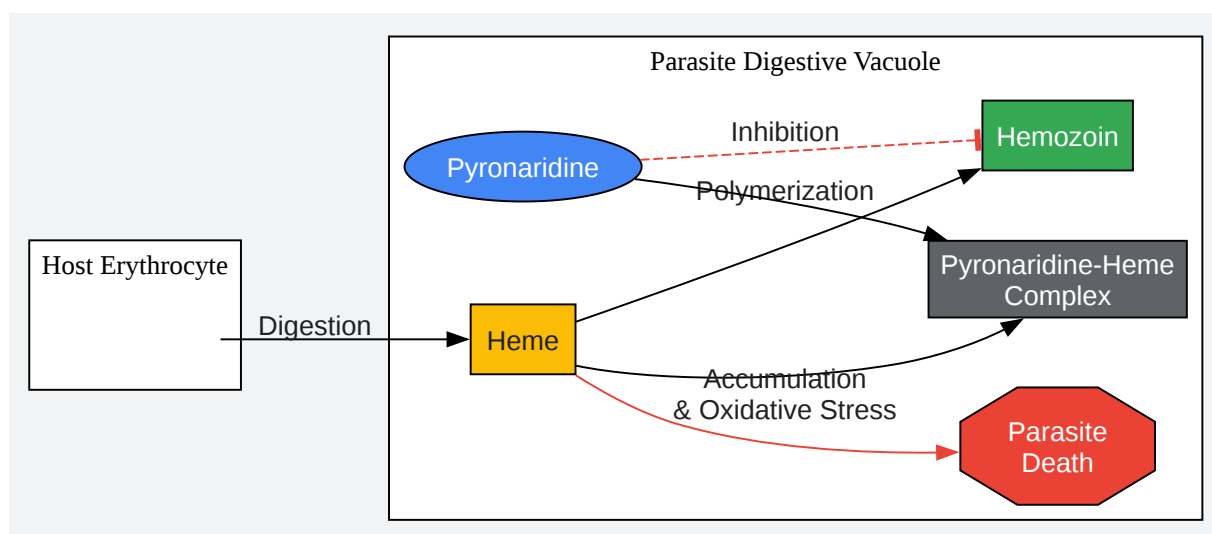 Parasite Digestive Vacuole
Inhibition
Hemozoin
Pyronaridine
Polymerization
Host Erythrocyte
Pyronaridine-Heme
Complex
Digestion
Heme
Accumulation
& Oxidative Stress
Parasite
Death